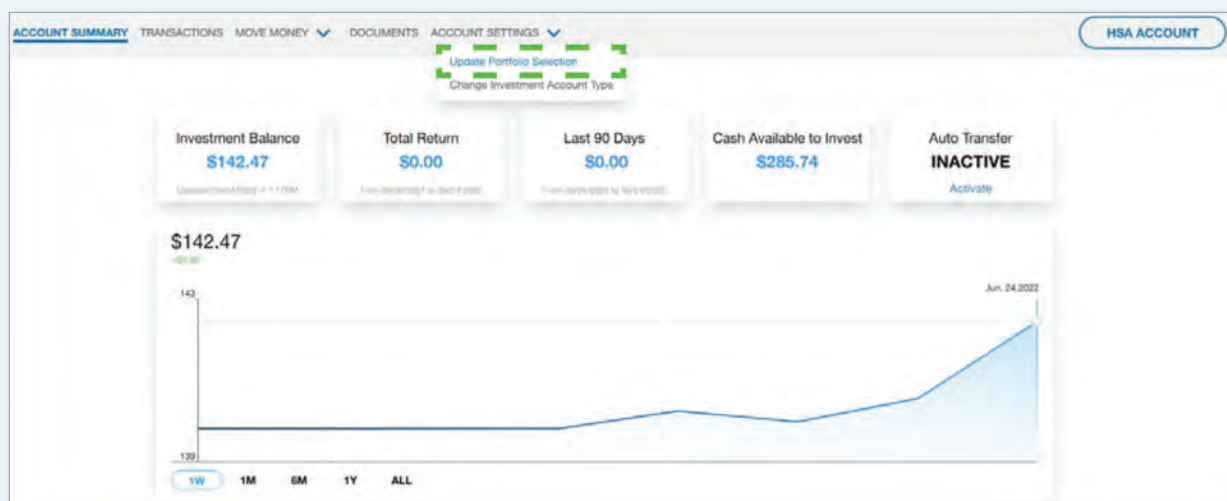 ACCOUNT SUMMARY TRANSACTIONS MOVE MONEY DOCUMENTS ACCOUNT SETTINGS HSA ACCOUNT
Update Portfolio Selection
Change Investment Account Type
Investment Balance
$142.47
Total Return
$0.00
Last 90 Days
$0.00
Cash Available to Invest
$285.74
Auto Transfer
INACTIVE
Activate
$142.47
143
Jun. 24,2022
139
1W 1M 6M 1Y ALL